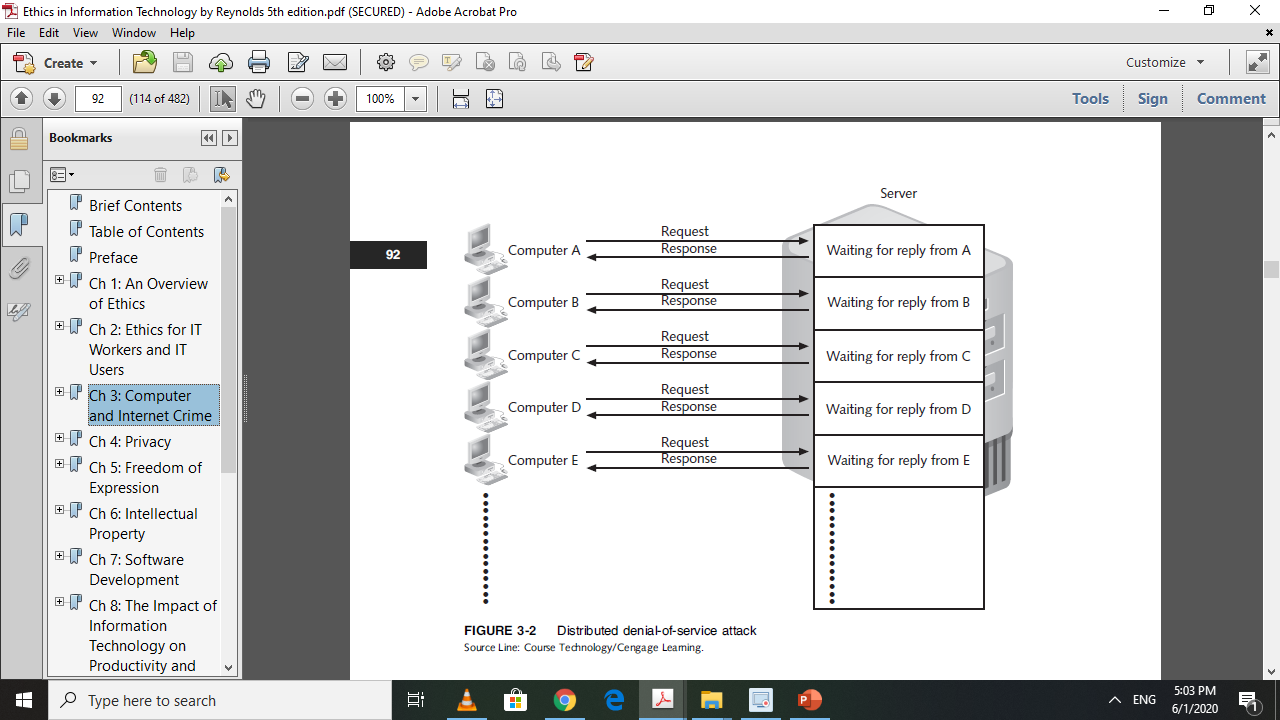 Ethics in Information Technology by Reynolds 5th edition.pdf (SECURED) - Adobe Acrobat Pro
File Edit View Window Help
Create
Customize
92 (114 of 482) 100% Tools Sign Comment
Bookmarks
Brief Contents
Table of Contents
Preface
Ch 1: An Overview
of Ethics
Ch 2: Ethics for IT
Workers and IT
Users
Ch 3: Computer
and Internet Crime
Ch 4: Privacy
Ch 5: Freedom of
Expression
Ch 6: Intellectual
Property
Ch 7: Software
Development
Ch 8: The Impact of
Information
Technology on
Productivity and
92
Server
Computer A Request Response Waiting for reply from A
Computer B Request Response Waiting for reply from B
Computer C Request Response Waiting for reply from C
Computer D Request Response Waiting for reply from D
Computer E Request Response Waiting for reply from E
FIGURE 3-2 Distributed denial-of-service attack
Source Line: Course Technology/Cengage Learning.
Type here to search
ENG
5:03 PM
6/1/2020
1